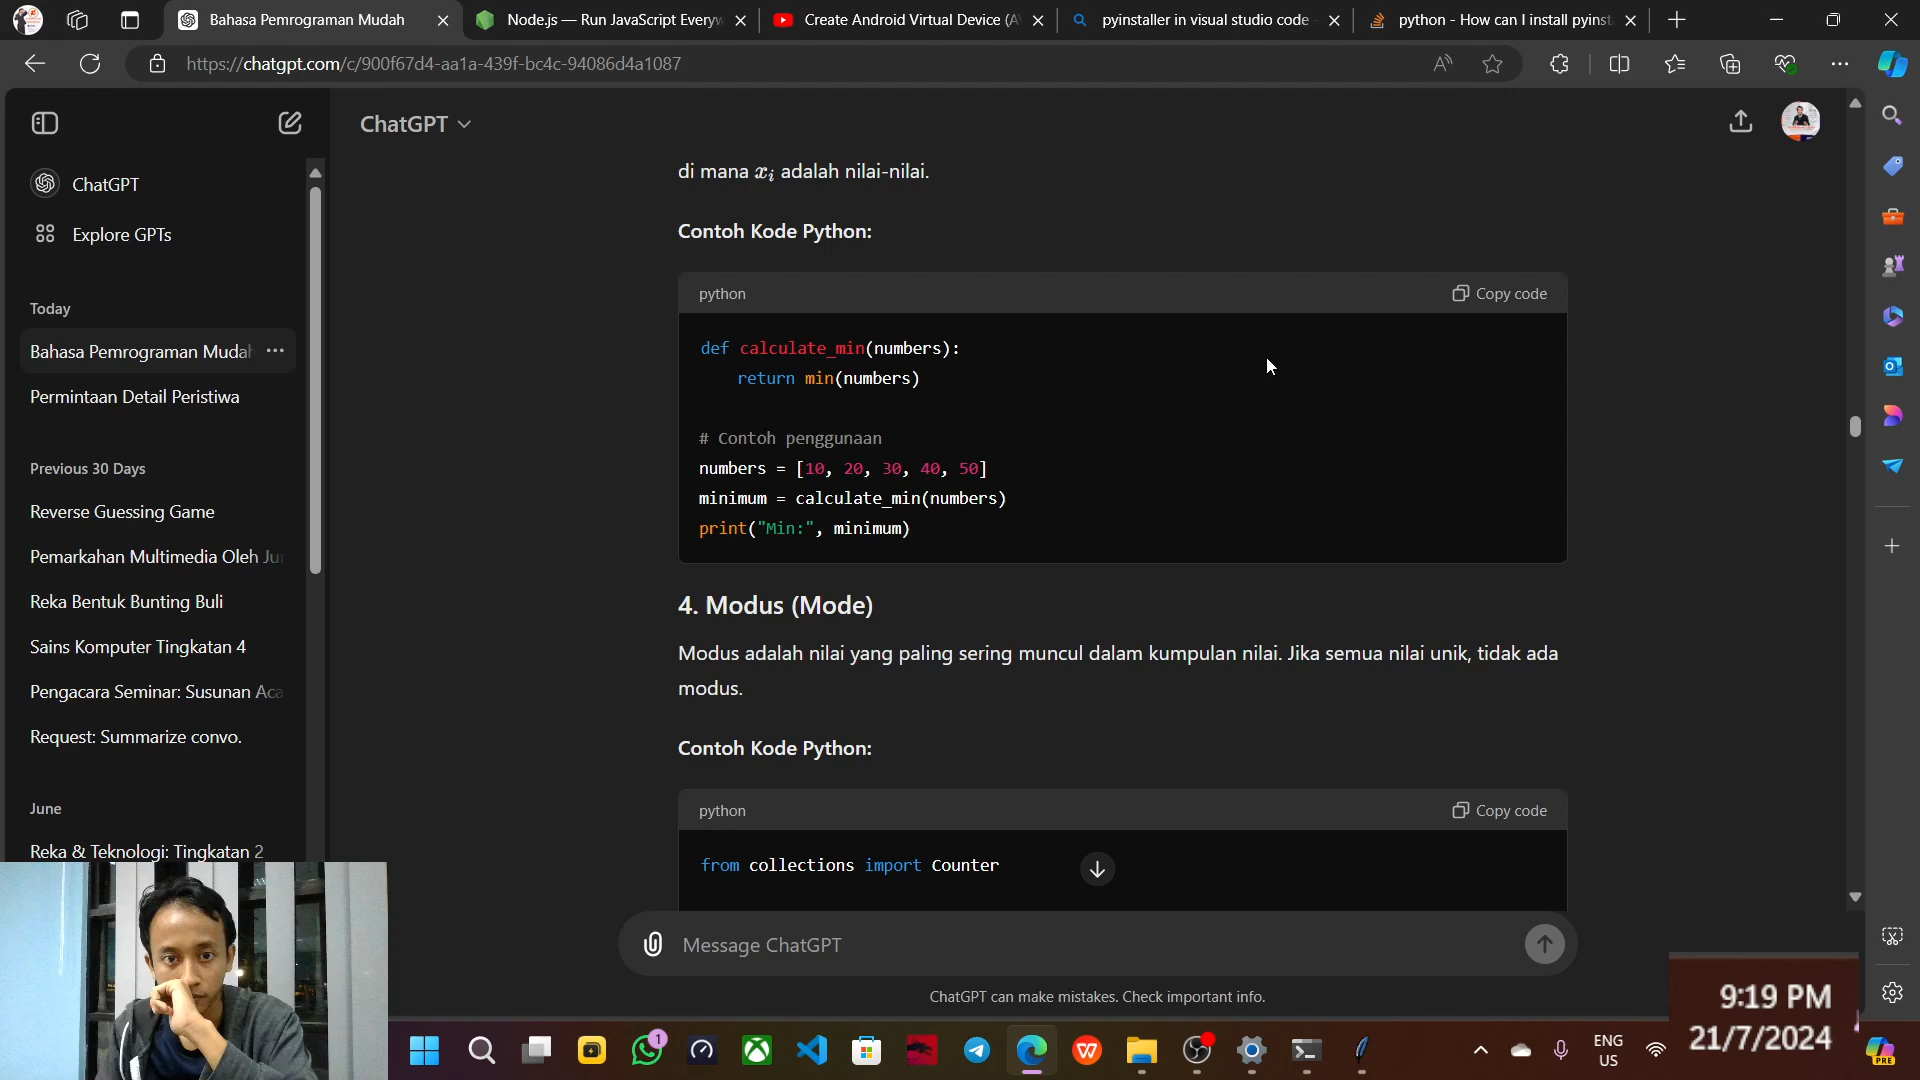 Bahasa Pemrograman Mudah
Node.js — Run JavaScript Everyw
Create Android Virtual Device (A
pyinstaller in visual studio code -
python - How can I install pyinst
https://chatgpt.com/c/900f67d4-aa1a-439f-bc4c-94086d4a1087
ChatGPT
ChatGPT
Explore GPTs
Today
Bahasa Pemrograman Mudah
Permintaan Detail Peristiwa
Previous 30 Days
Reverse Guessing Game
Pemarkahan Multimedia Oleh Jur
Reka Bentuk Bunting Buli
Sains Komputer Tingkatan 4
Pengacara Seminar: Susunan Aca
Request: Summarize convo.
June
Reka & Teknologi: Tingkatan 2
di mana xi adalah nilai-nilai.
Contoh Kode Python:
python
Copy code
def calculate_min(numbers):
    return min(numbers)
# Contoh penggunaan
numbers = [10, 20, 30, 40, 50]
minimum = calculate_min(numbers)
print("Min:", minimum)
4. Modus (Mode)
Modus adalah nilai yang paling sering muncul dalam kumpulan nilai. Jika semua nilai unik, tidak ada
modus.
Contoh Kode Python:
python
Copy code
from collections import Counter
Message ChatGPT
ChatGPT can make mistakes. Check important info.
1
ENG
US
9:19 PM
21/7/2024
PRE